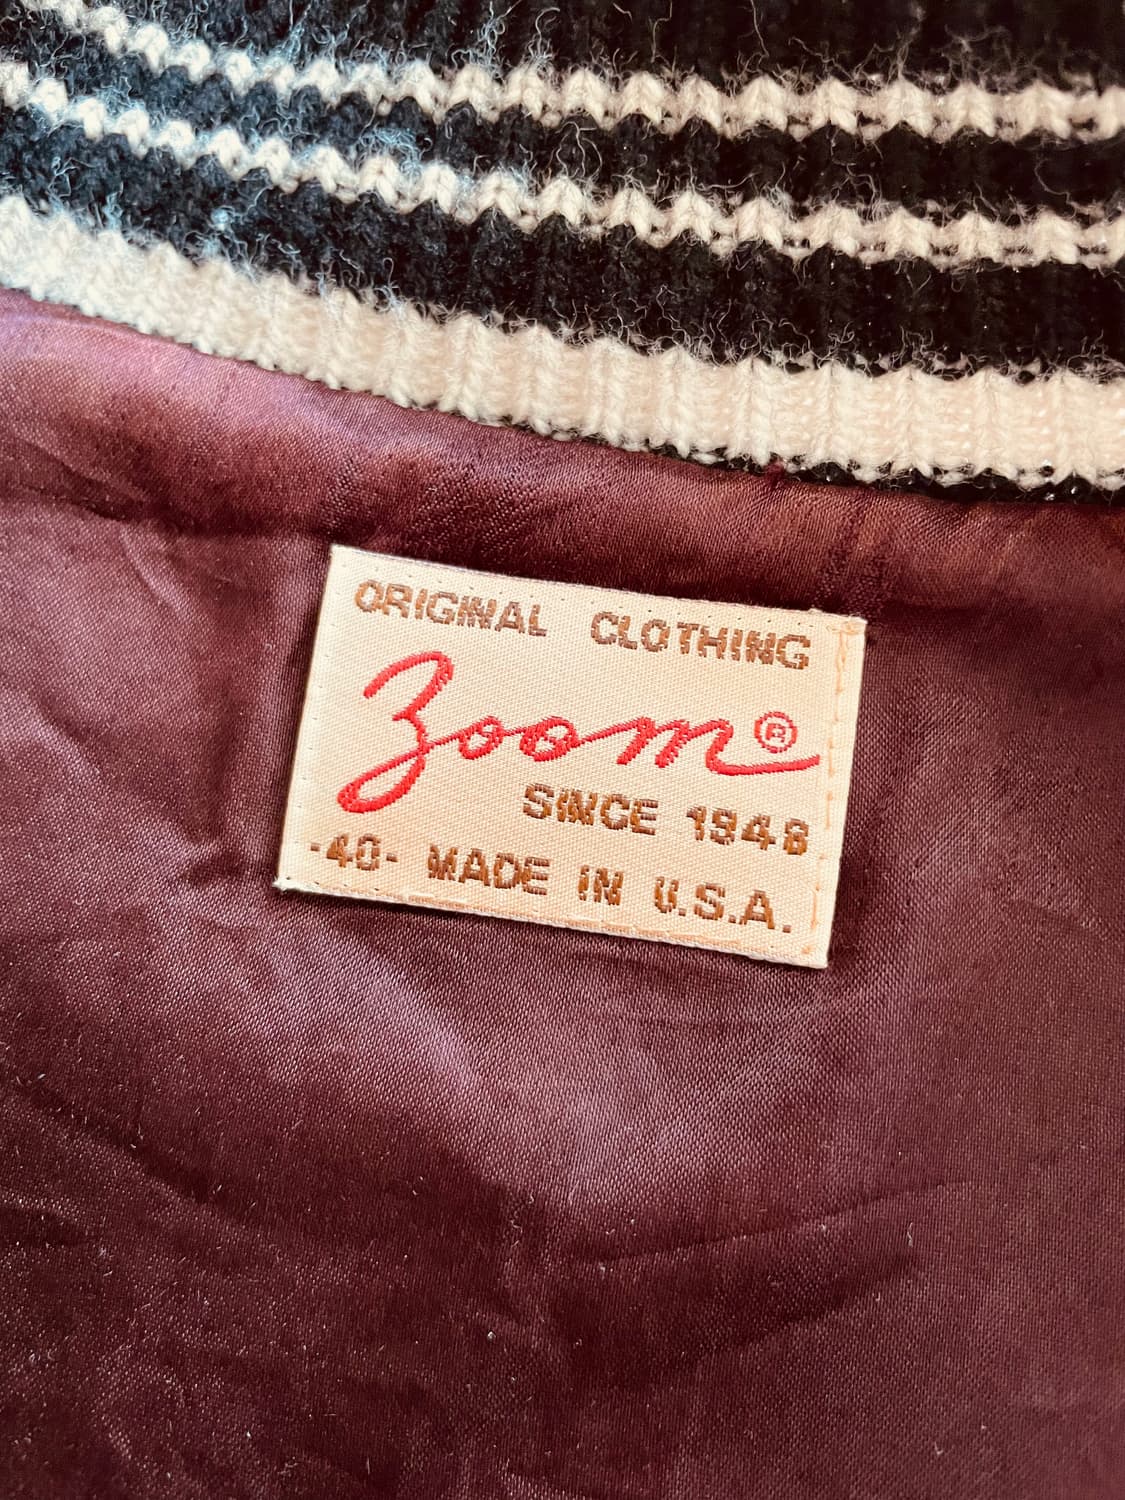 ORIGINAL CLOTHING
Zoom®
SINCE 1948
-40- MADE IN U.S.A.